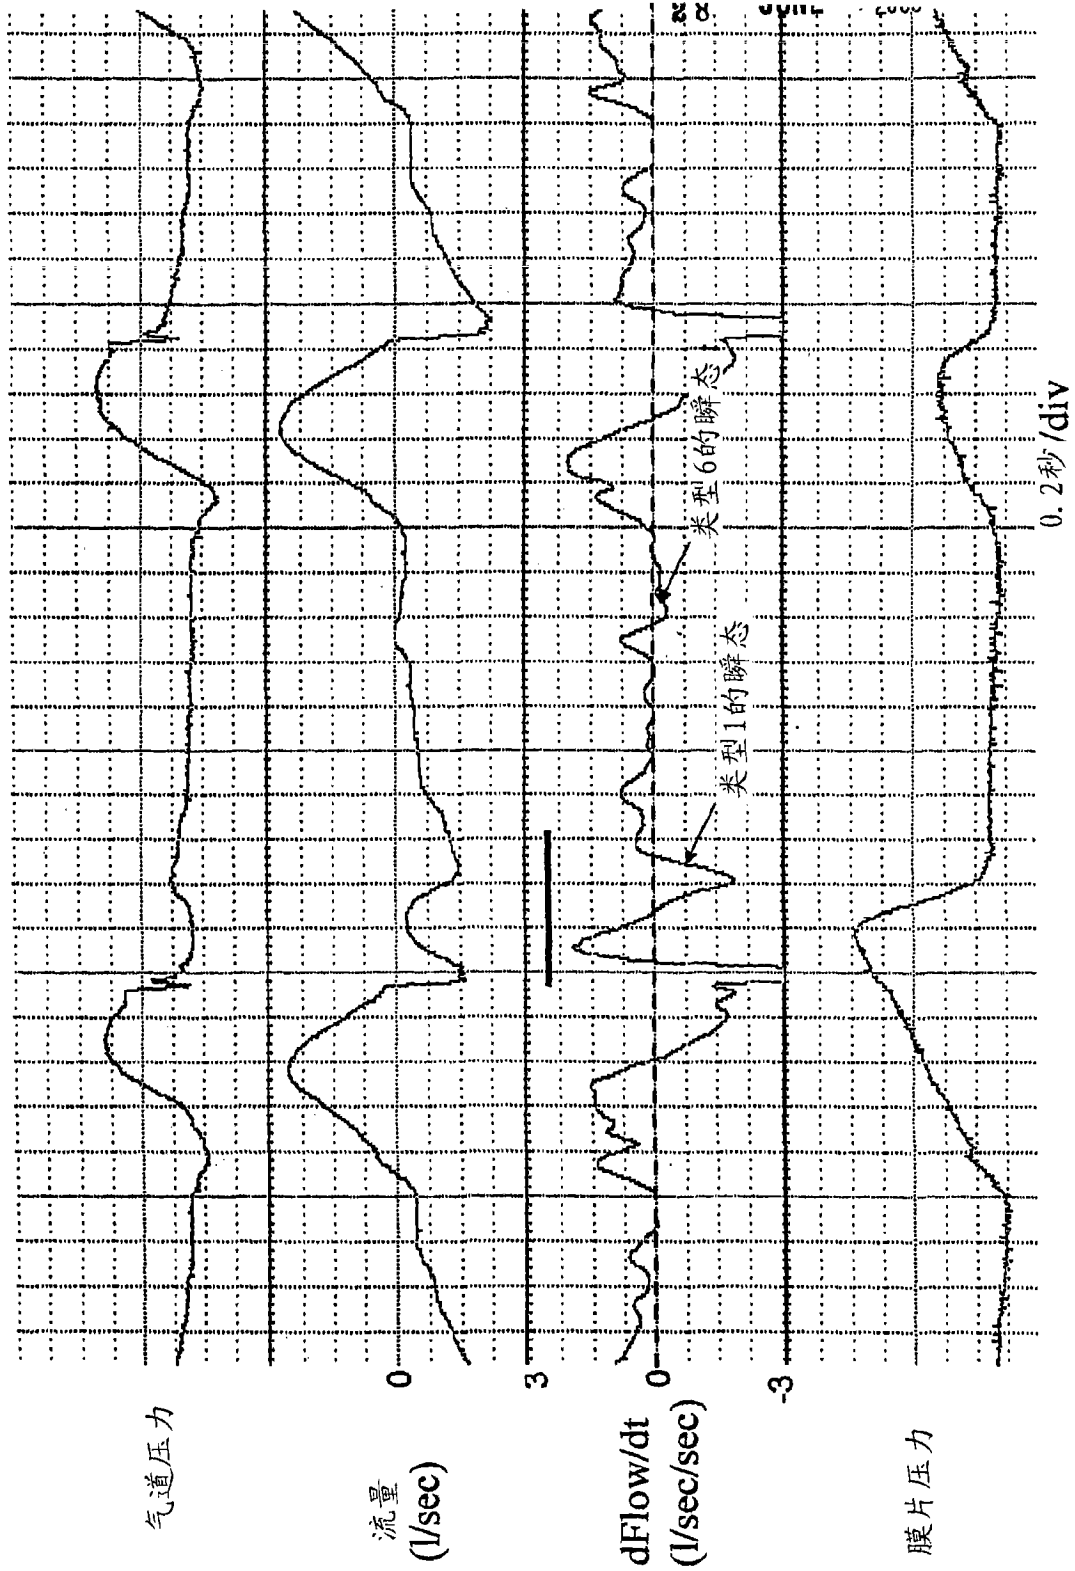 气道压力
流量
(l/sec)
0
dFlow/dt
(l/sec/sec)
3
0
-3
类型1的瞬态
类型6的瞬态
膜片压力
0.2秒/div